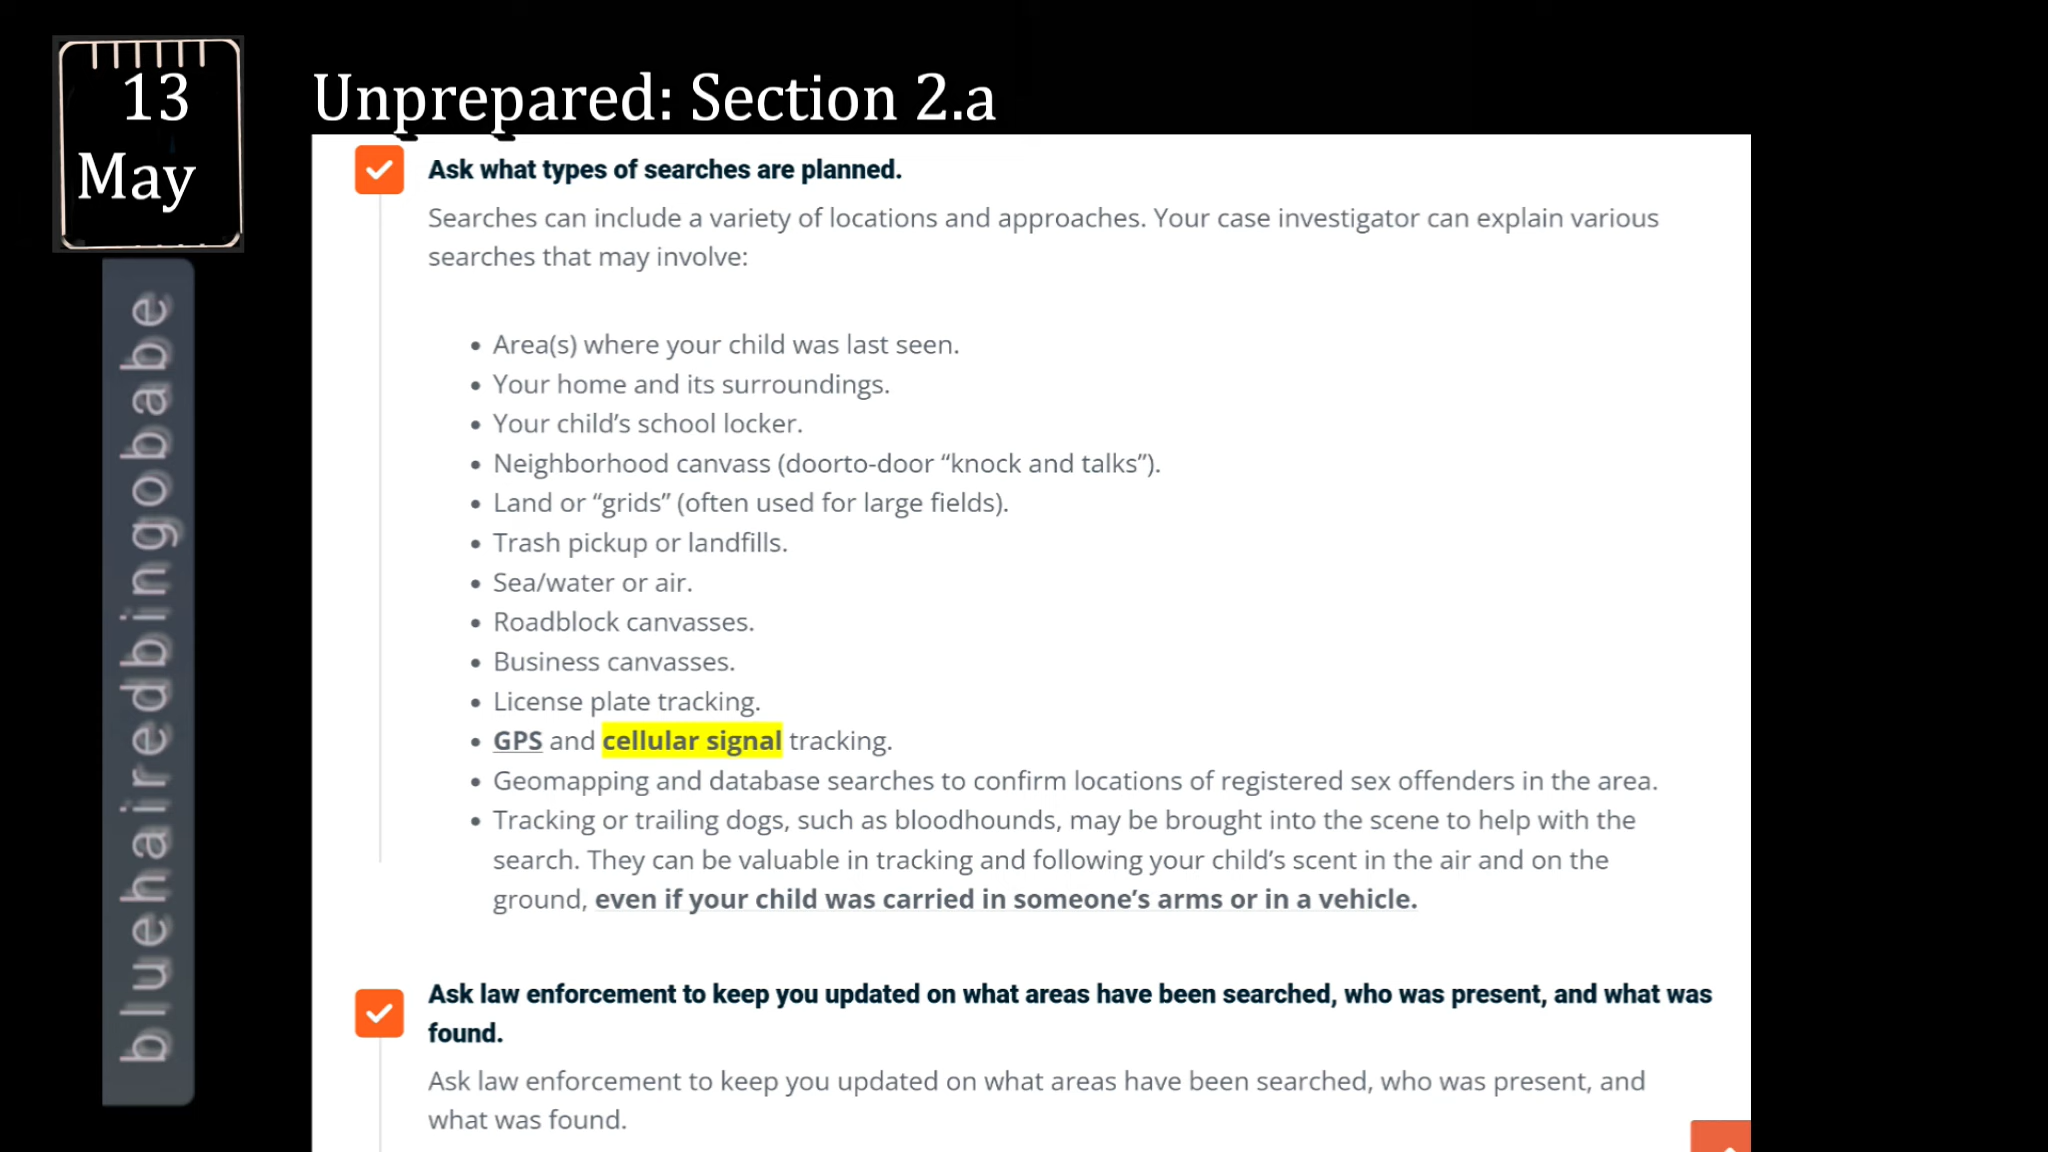 13
May
Unprepared: Section 2.a
bluehairedbingobabe
Ask what types of searches are planned.
Searches can include a variety of locations and approaches. Your case investigator can explain various
searches that may involve:
• Area(s) where your child was last seen.
• Your home and its surroundings.
• Your child’s school locker.
• Neighborhood canvass (doorto-door “knock and talks”).
• Land or “grids” (often used for large fields).
• Trash pickup or landfills.
• Sea/water or air.
• Roadblock canvasses.
• Business canvasses.
• License plate tracking.
• GPS and cellular signal tracking.
• Geomapping and database searches to confirm locations of registered sex offenders in the area.
• Tracking or trailing dogs, such as bloodhounds, may be brought into the scene to help with the
search. They can be valuable in tracking and following your child’s scent in the air and on the
ground, even if your child was carried in someone’s arms or in a vehicle.
Ask law enforcement to keep you updated on what areas have been searched, who was present, and what was
found.
Ask law enforcement to keep you updated on what areas have been searched, who was present, and
what was found.